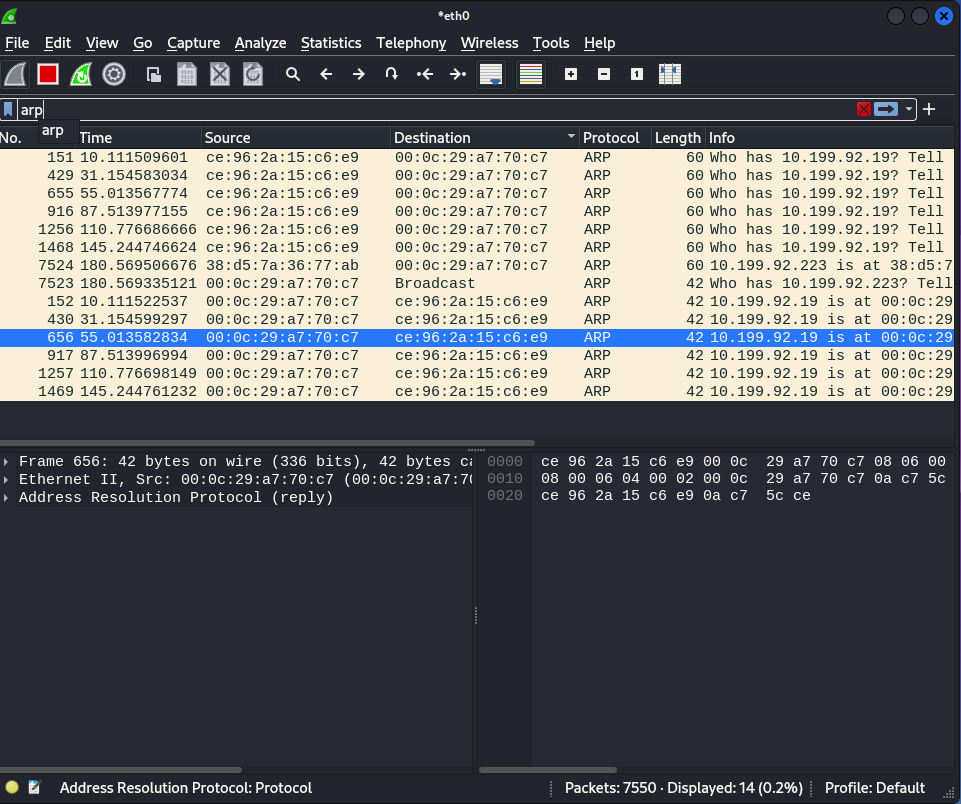 *eth0
File Edit View Go Capture Analyze Statistics Telephony Wireless Tools Help
arp
arp
No. Time Source Destination Protocol Length Info
151 10.111509601 ce:96:2a:15:c6:e9 00:0c:29:a7:70:c7 ARP 60 Who has 10.199.92.19? Tell
429 31.154583034 ce:96:2a:15:c6:e9 00:0c:29:a7:70:c7 ARP 60 Who has 10.199.92.19? Tell
655 55.013567774 ce:96:2a:15:c6:e9 00:0c:29:a7:70:c7 ARP 60 Who has 10.199.92.19? Tell
916 87.513977155 ce:96:2a:15:c6:e9 00:0c:29:a7:70:c7 ARP 60 Who has 10.199.92.19? Tell
1256 110.776686666 ce:96:2a:15:c6:e9 00:0c:29:a7:70:c7 ARP 60 Who has 10.199.92.19? Tell
1468 145.244746624 ce:96:2a:15:c6:e9 00:0c:29:a7:70:c7 ARP 60 Who has 10.199.92.19? Tell
7524 180.569506676 38:d5:7a:36:77:ab 00:0c:29:a7:70:c7 ARP 60 10.199.92.223 is at 38:d5:7
7523 180.569335121 00:0c:29:a7:70:c7 Broadcast ARP 42 Who has 10.199.92.223? Tell
152 10.111522537 00:0c:29:a7:70:c7 ce:96:2a:15:c6:e9 ARP 42 10.199.92.19 is at 00:0c:29
430 31.154599297 00:0c:29:a7:70:c7 ce:96:2a:15:c6:e9 ARP 42 10.199.92.19 is at 00:0c:29
656 55.013582834 00:0c:29:a7:70:c7 ce:96:2a:15:c6:e9 ARP 42 10.199.92.19 is at 00:0c:29
917 87.513996994 00:0c:29:a7:70:c7 ce:96:2a:15:c6:e9 ARP 42 10.199.92.19 is at 00:0c:29
1257 110.776698149 00:0c:29:a7:70:c7 ce:96:2a:15:c6:e9 ARP 42 10.199.92.19 is at 00:0c:29
1469 145.244761232 00:0c:29:a7:70:c7 ce:96:2a:15:c6:e9 ARP 42 10.199.92.19 is at 00:0c:29
Frame 656: 42 bytes on wire (336 bits), 42 bytes ca
Ethernet II, Src: 00:0c:29:a7:70:c7 (00:0c:29:a7:70
Address Resolution Protocol (reply)
0000 ce 96 2a 15 c6 e9 00 0c 29 a7 70 c7 08 06 00
0010 08 00 06 04 00 02 00 0c 29 a7 70 c7 0a c7 5c
0020 ce 96 2a 15 c6 e9 0a c7 5c ce
Address Resolution Protocol: Protocol
Packets: 7550 · Displayed: 14 (0.2%)
Profile: Default